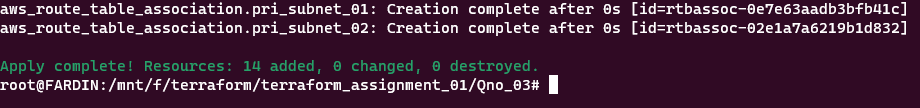 aws_route_table_association.pri_subnet_01: Creation complete after 0s [id=rtbassoc-0e7e63aadb3bfb41c]
aws_route_table_association.pri_subnet_02: Creation complete after 0s [id=rtbassoc-02e1a7a6219b1d832]
Apply complete! Resources: 14 added, 0 changed, 0 destroyed.
root@FARDIN:/mnt/f/terraform/terraform_assignment_01/Qno_03#